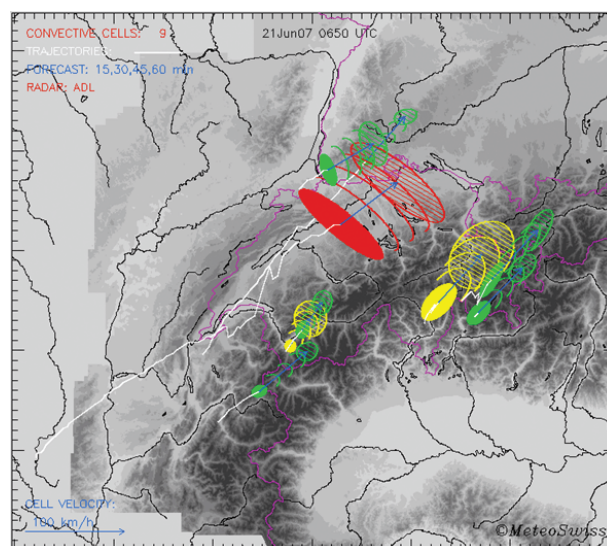 CONVECTIVE CELLS: 9
21Jun07 0650 UTC
TRAJECTORIES:
FORECAST: 15,30,45,60 min
RADAR: ADL
CELL VELOCITY:
100 km/h
©MeteoSwiss